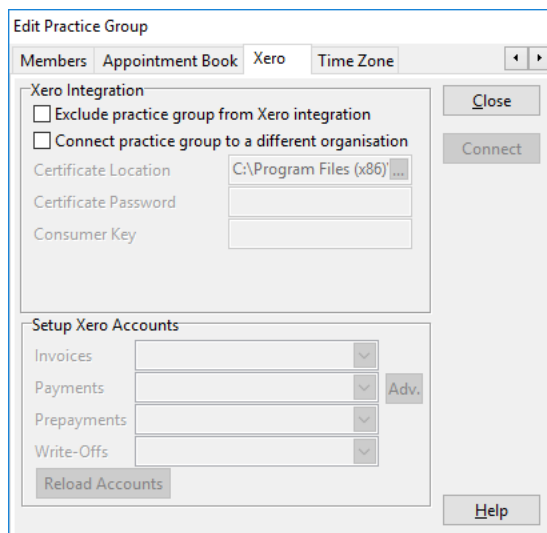 Edit Practice Group
Members Appointment Book Xero Time Zone
Xero Integration
Exclude practice group from Xero integration
Close
Connect practice group to a different organisation
Connect
Certificate Location C:\Program Files (x86)\ ...
Certificate Password
Consumer Key
Setup Xero Accounts
Invoices
Payments Adv.
Prepayments
Write-Offs
Reload Accounts
Help